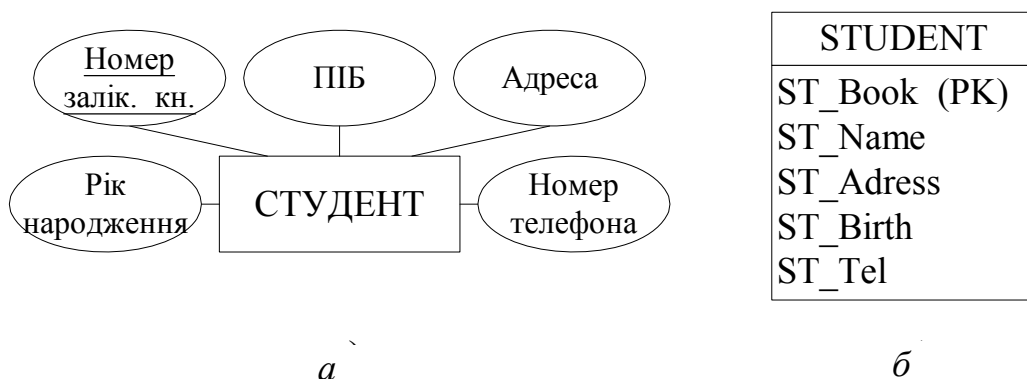 Номер
залік. кн.
ПІБ
Адреса
Рік
народження
СТУДЕНТ
Номер
телефона
а
STUDENT
ST_Book (PK)
ST_Name
ST_Adress
ST_Birth
ST_Tel
б